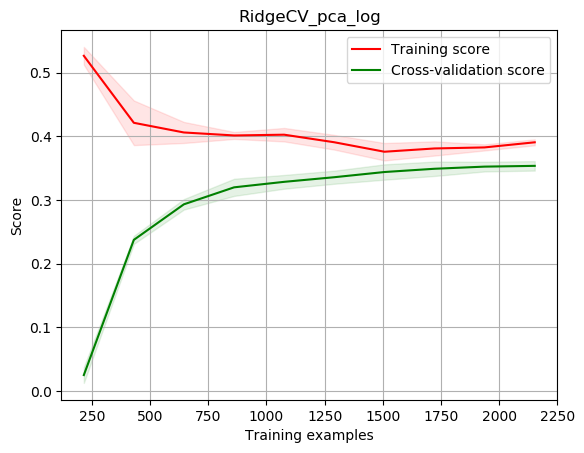 RidgeCV_pca_log
Training score
Cross-validation score
Score
0.5
0.4
0.3
0.2
0.1
0.0
250 500 750 1000 1250 1500 1750 2000 2250
Training examples